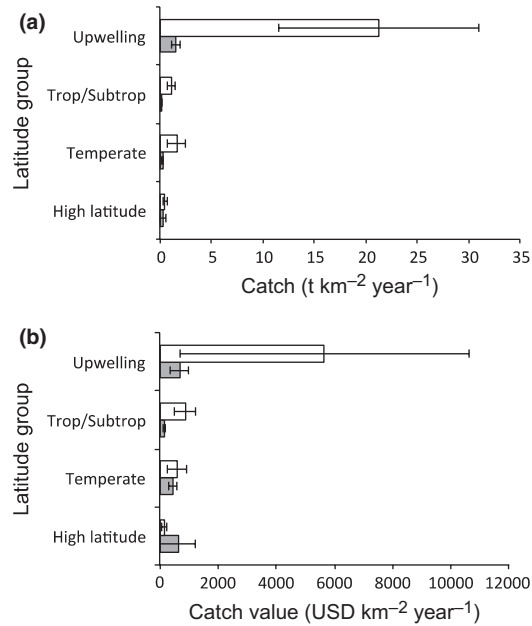 (a)
Latitude group
Upwelling
Trop/Subtrop
Temperate
High latitude
0 5 10 15 20 25 30 35
Catch (t km⁻² year⁻¹)
(b)
Latitude group
Upwelling
Trop/Subtrop
Temperate
High latitude
0 2000 4000 6000 8000 10000 12000
Catch value (USD km⁻² year⁻¹)